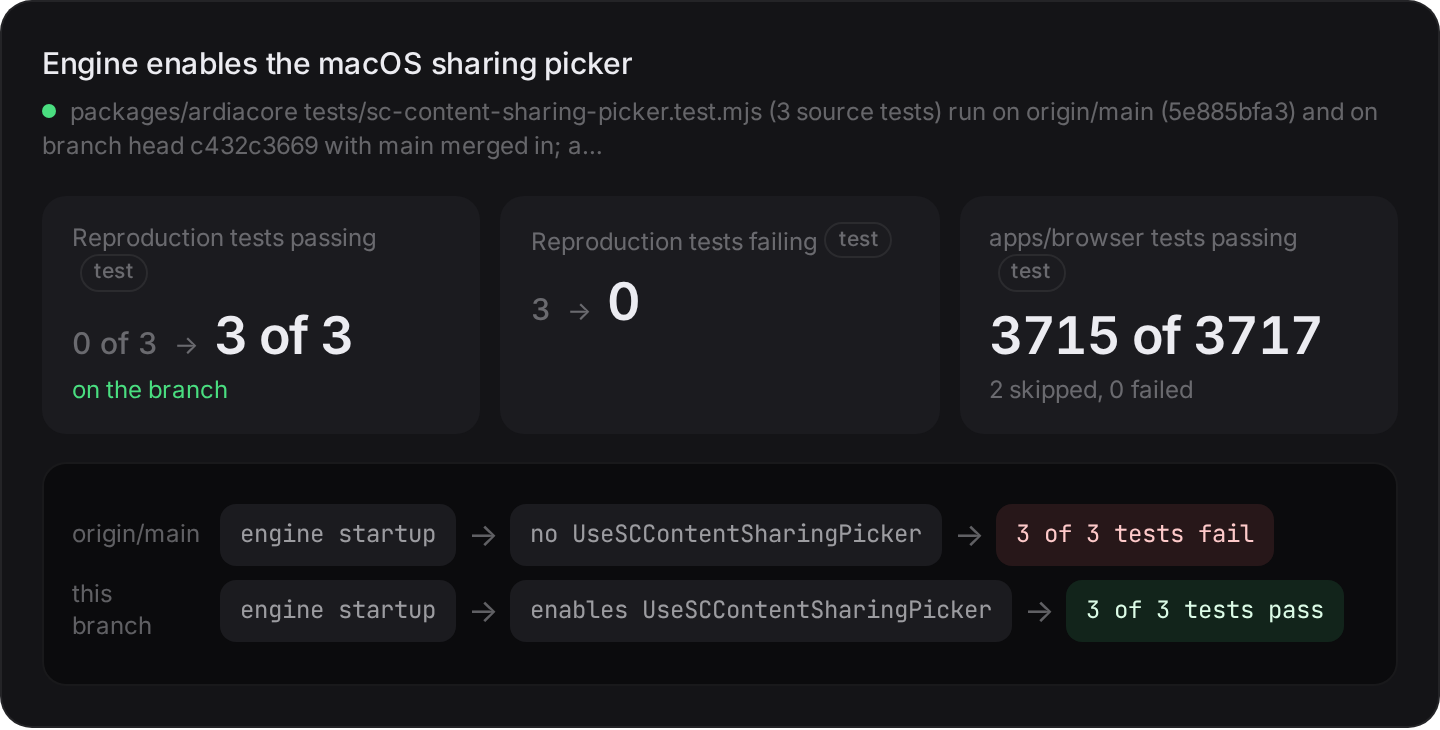 Engine enables the macOS sharing picker
packages/ardiacore tests/sc-content-sharing-picker.test.mjs (3 source tests) run on origin/main (5e885bfa3) and on
branch head c432c3669 with main merged in; a...
Reproduction tests passing
test
0 of 3 → 3 of 3
on the branch
Reproduction tests failing test
3 → 0
apps/browser tests passing
test
3715 of 3717
2 skipped, 0 failed
origin/main engine startup → no UseSCContentSharingPicker → 3 of 3 tests fail
this
branch
engine startup → enables UseSCContentSharingPicker → 3 of 3 tests pass